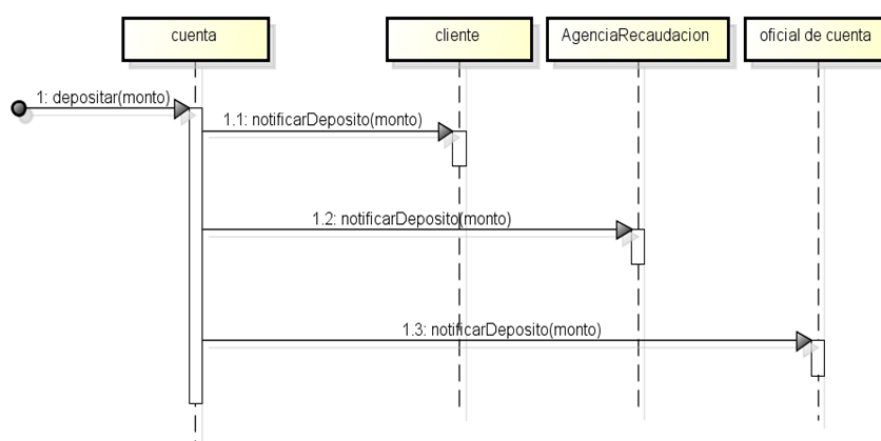 cuenta
cliente
AgenciaRecaudacion
oficial de cuenta
1: depositar(monto)
1.1: notificarDeposito(monto)
1.2: notificarDeposito(monto)
1.3: notificarDeposito(monto)